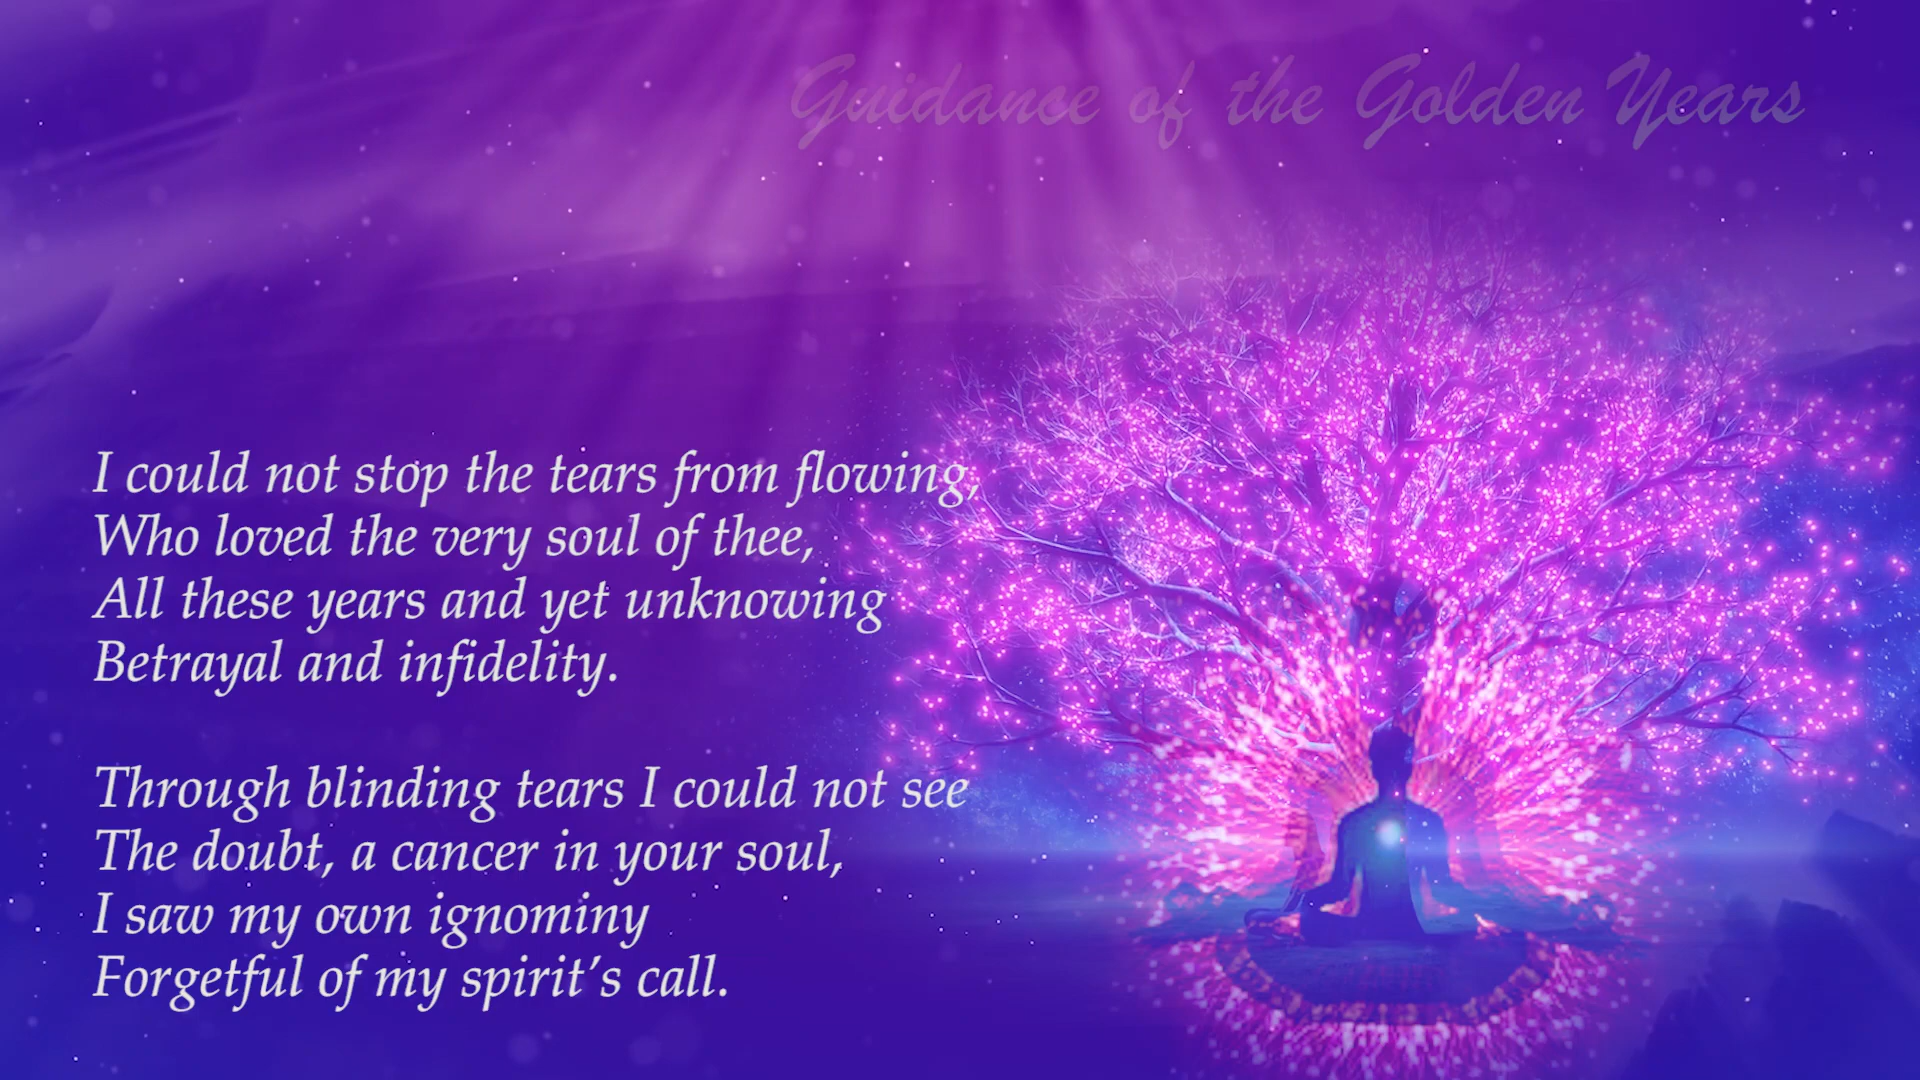 Guidance of the Golden Years
I could not stop the tears from flowing,
Who loved the very soul of thee,
All these years and yet unknowing
Betrayal and infidelity.
Through blinding tears I could not see
The doubt, a cancer in your soul,
I saw my own ignominy
Forgetful of my spirit’s call.